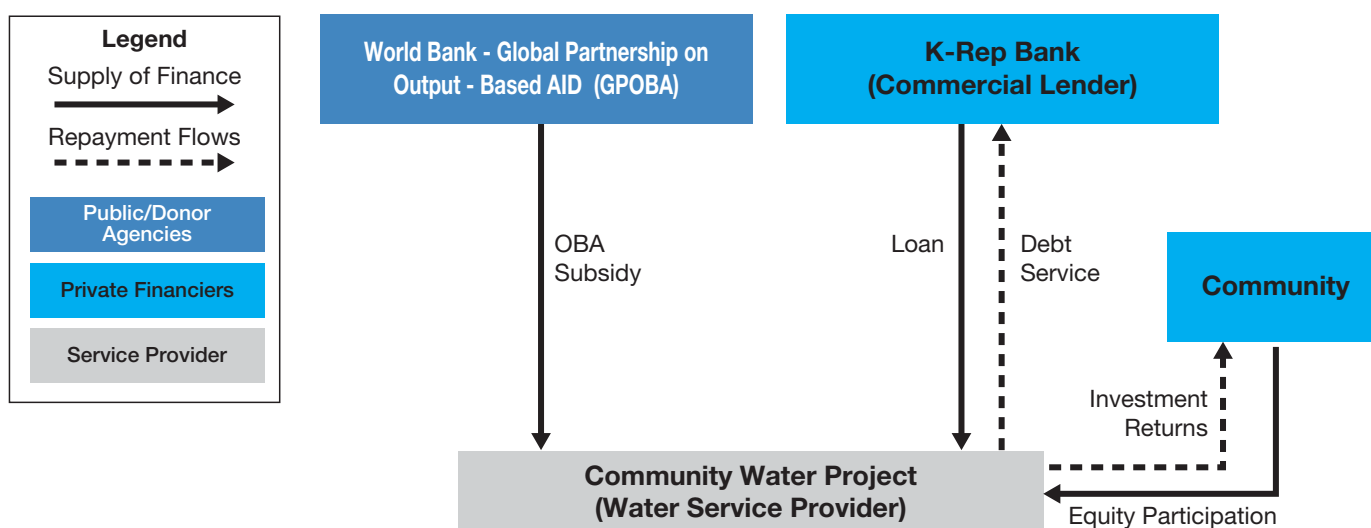 Legend
Supply of Finance
Repayment Flows
Public/Donor
Agencies
Private Financiers
Service Provider
World Bank - Global Partnership on
Output - Based AID (GPOBA)
K-Rep Bank
(Commercial Lender)
OBA
Subsidy
Loan
Debt
Service
Community
Investment
Returns
Community Water Project
(Water Service Provider)
Equity Participation